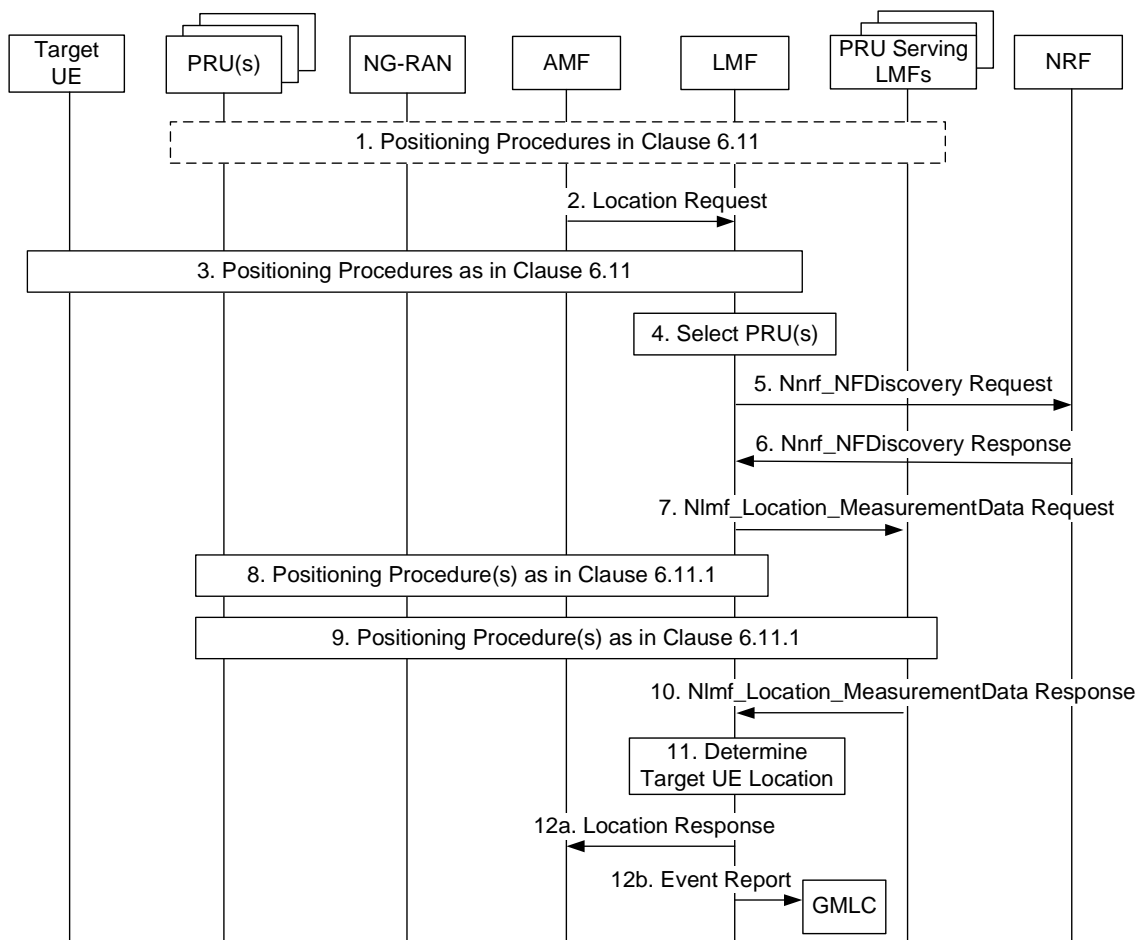 Target
UE
PRU(s)
NG-RAN
AMF
LMF
PRU Serving
LMFs
NRF
1. Positioning Procedures in Clause 6.11
2. Location Request
3. Positioning Procedures as in Clause 6.11
4. Select PRU(s)
5. Nnrf_NFDiscovery Request
6. Nnrf_NFDiscovery Response
7. Nlmf_Location_MeasurementData Request
8. Positioning Procedure(s) as in Clause 6.11.1
9. Positioning Procedure(s) as in Clause 6.11.1
10. Nlmf_Location_MeasurementData Response
11. Determine
Target UE Location
12a. Location Response
12b. Event Report
GMLC